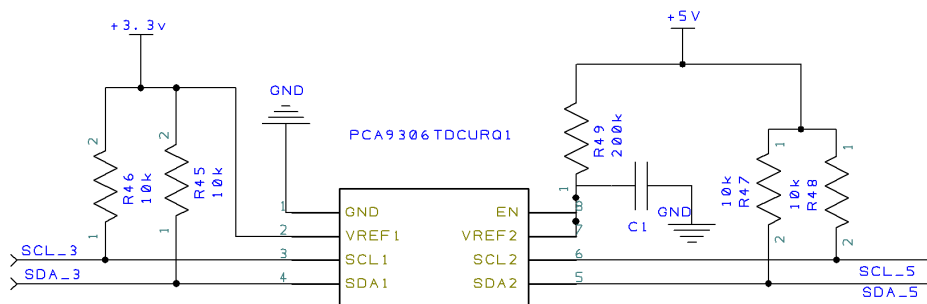 +3.3v
+5V
GND
PCA9306TDCURQ1
2
R46
10k
1
2
R45
10k
1
R49
200k
1
C1
GND
1
10k
R47
2
1
10k
R48
2
1 GND
2 VREF1
3 SCL1
4 SDA1
EN 8
VREF2 7
SCL2 6
SDA2 5
SCL_3
SDA_3
SCL_5
SDA_5